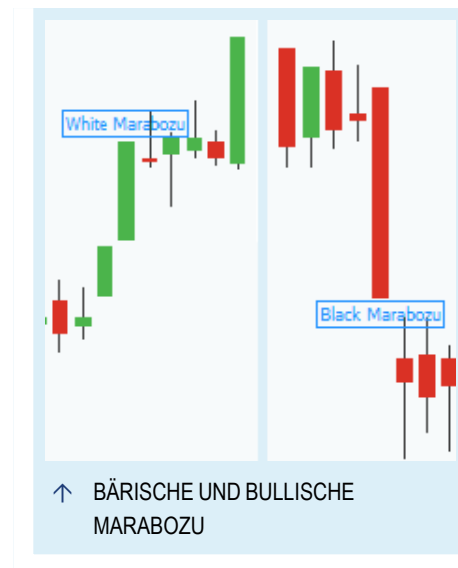 White Marabozu
Black Marabozu
↑ BÄRISCHE UND BULLISCHE
MARABOZU